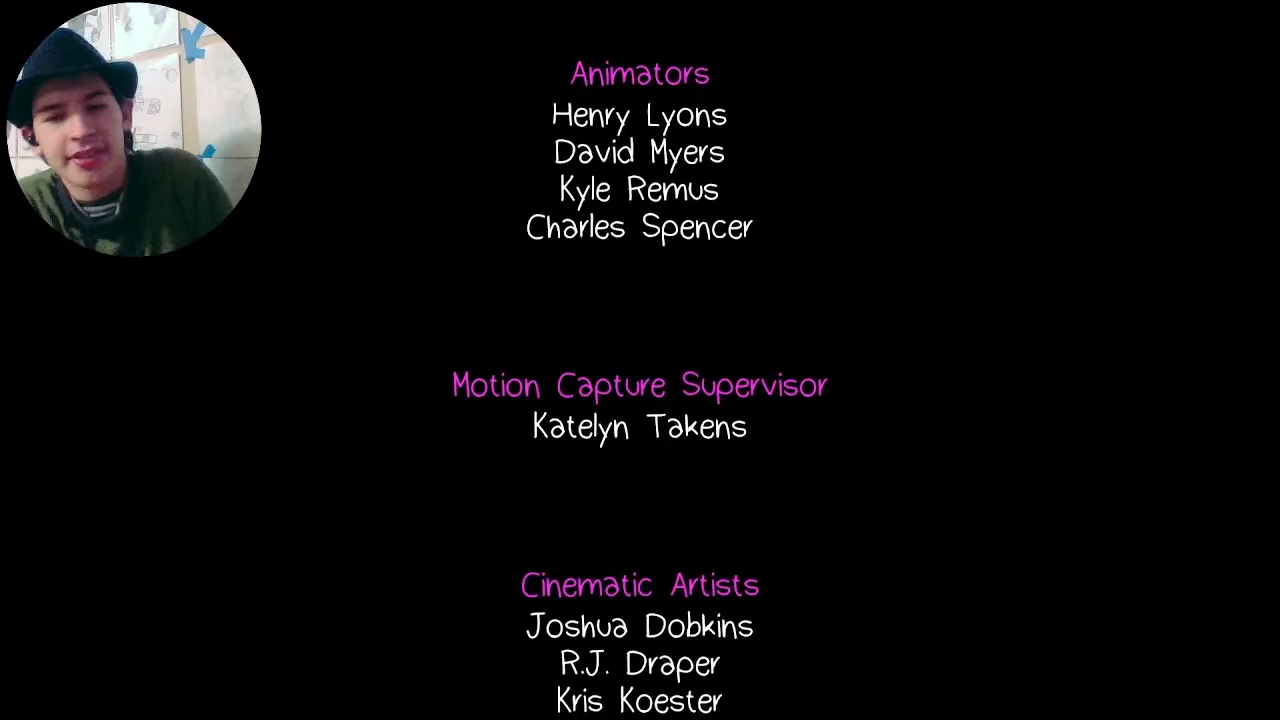 Animators
Henry Lyons
David Myers
Kyle Remus
Charles Spencer
Motion Capture Supervisor
Katelyn Takens
Cinematic Artists
Joshua Dobkins
R.J. Draper
Kris Koester